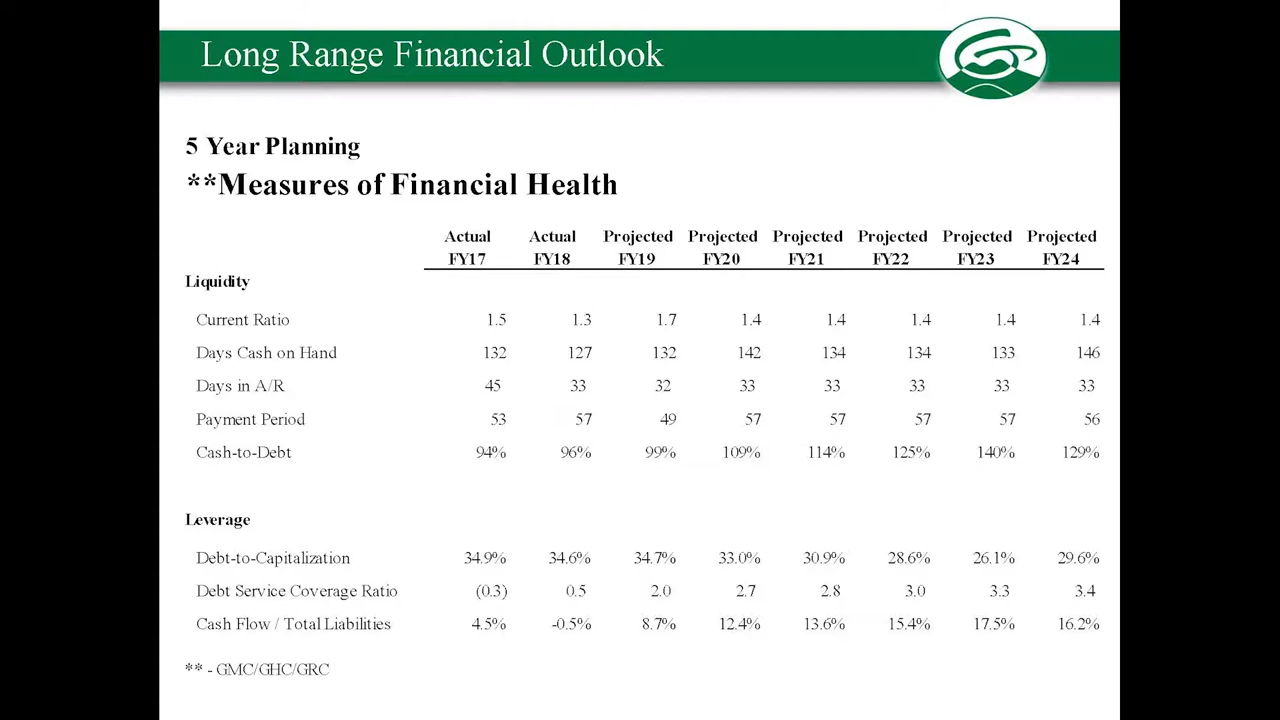 Long Range Financial Outlook
5 Year Planning
**Measures of Financial Health
Actual Actual Projected Projected Projected Projected Projected Projected
FY17 FY18 FY19 FY20 FY21 FY22 FY23 FY24
Liquidity
Current Ratio 1.5 1.3 1.7 1.4 1.4 1.4 1.4 1.4
Days Cash on Hand 132 127 132 142 134 134 133 146
Days in A/R 45 33 32 33 33 33 33 33
Payment Period 53 57 49 57 57 57 57 56
Cash-to-Debt 94% 96% 99% 109% 114% 125% 140% 129%
Leverage
Debt-to-Capitalization 34.9% 34.6% 34.7% 33.0% 30.9% 28.6% 26.1% 29.6%
Debt Service Coverage Ratio (0.3) 0.5 2.0 2.7 2.8 3.0 3.3 3.4
Cash Flow / Total Liabilities 4.5% -0.5% 8.7% 12.4% 13.6% 15.4% 17.5% 16.2%
** - GMC/GHC/GRC